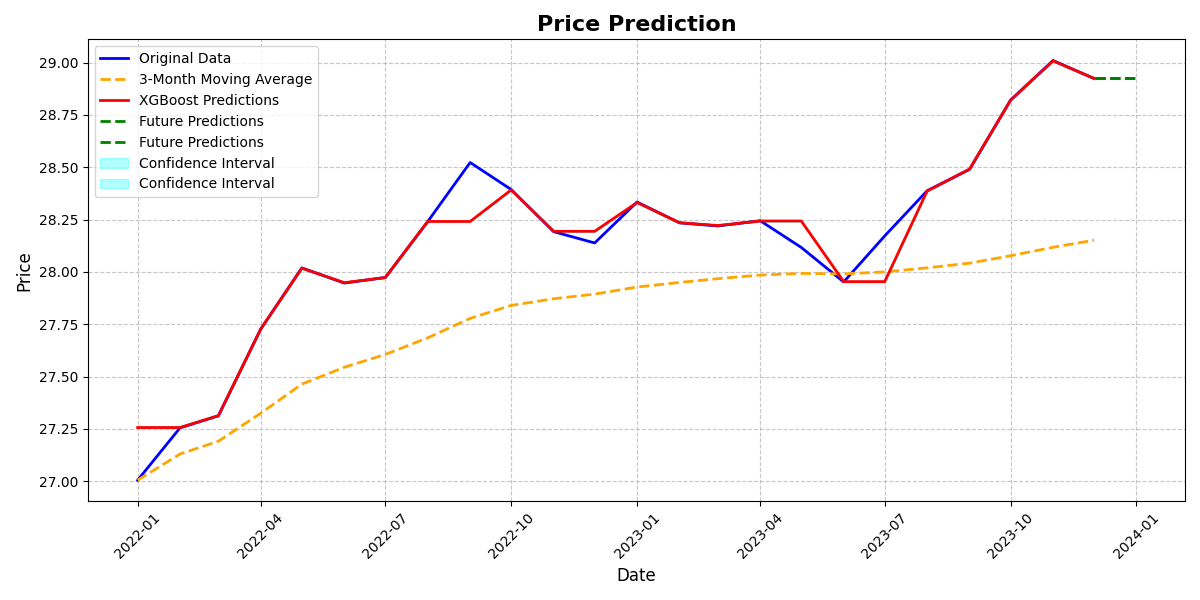 Price Prediction
Original Data
3-Month Moving Average
XGBoost Predictions
Future Predictions
Future Predictions
Confidence Interval
Confidence Interval
Price
29.00
28.75
28.50
28.25
28.00
27.75
27.50
27.25
27.00
2022-01
2022-04
2022-07
2022-10
2023-01
2023-04
2023-07
2023-10
2024-01
Date